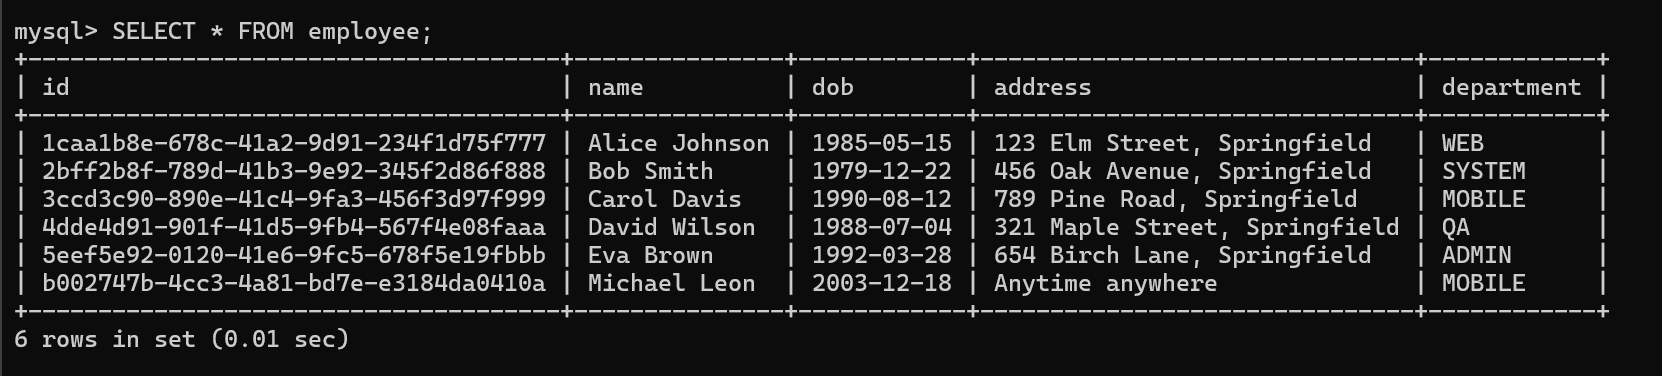 mysql> SELECT * FROM employee;
+--------------------------------------+---------------+------------+-------------------------------+------------+
| id                                   | name          | dob        | address                       | department |
+--------------------------------------+---------------+------------+-------------------------------+------------+
| 1caa1b8e-678c-41a2-9d91-234f1d75f777 | Alice Johnson | 1985-05-15 | 123 Elm Street, Springfield   | WEB        |
| 2bff2b8f-789d-41b3-9e92-345f2d86f888 | Bob Smith     | 1979-12-22 | 456 Oak Avenue, Springfield   | SYSTEM     |
| 3ccd3c90-890e-41c4-9fa3-456f3d97f999 | Carol Davis   | 1990-08-12 | 789 Pine Road, Springfield    | MOBILE     |
| 4dde4d91-901f-41d5-9fb4-567f4e08faaa | David Wilson  | 1988-07-04 | 321 Maple Street, Springfield | QA         |
| 5eef5e92-0120-41e6-9fc5-678f5e19fbbb | Eva Brown     | 1992-03-28 | 654 Birch Lane, Springfield   | ADMIN      |
| b002747b-4cc3-4a81-bd7e-e3184da0410a | Michael Leon  | 2003-12-18 | Anytime anywhere              | MOBILE     |
+--------------------------------------+---------------+------------+-------------------------------+------------+
6 rows in set (0.01 sec)